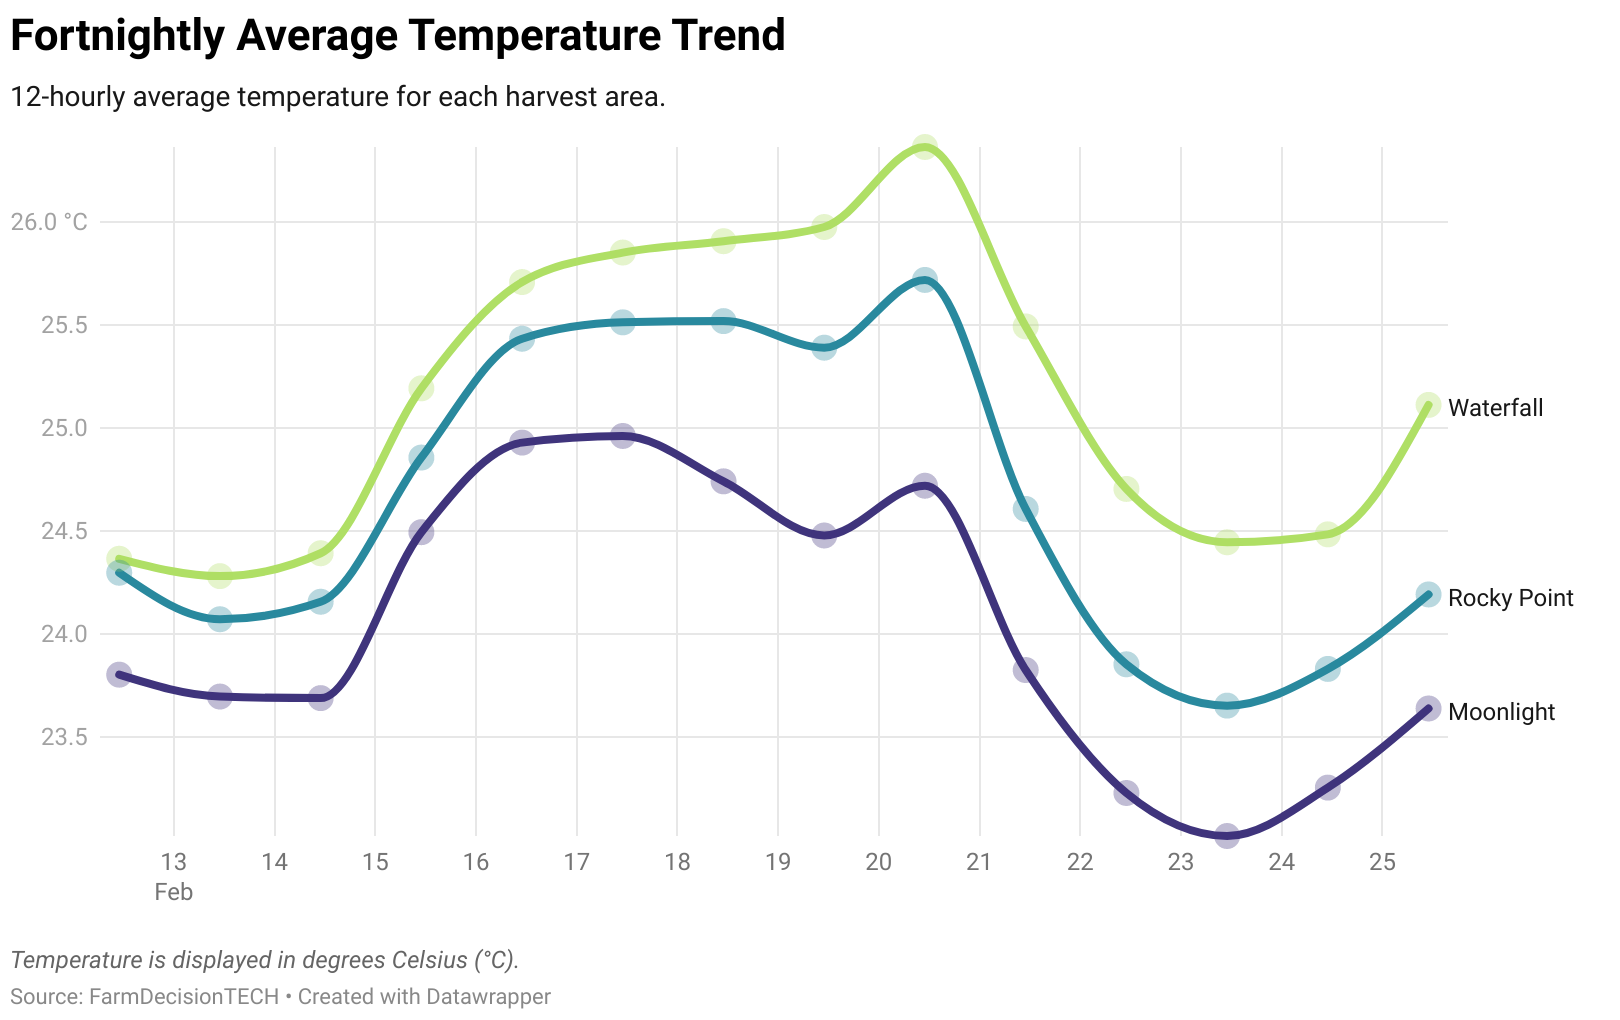 Fortnightly Average Temperature Trend
12-hourly average temperature for each harvest area.
26.0 °C
25.5
25.0
24.5
24.0
23.5
Waterfall
Rocky Point
Moonlight
13 14 15 16 17 18 19 20 21 22 23 24 25
Feb
Temperature is displayed in degrees Celsius (°C).
Source: FarmDecisionTECH • Created with Datawrapper